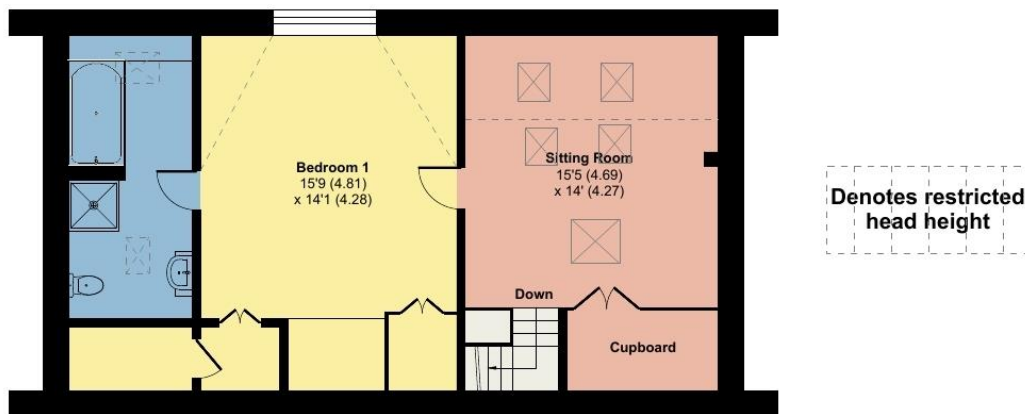 Bedroom 1
15'9 (4.81)
x 14'1 (4.28)
Sitting Room
15'5 (4.69)
x 14' (4.27)
Down
Cupboard
Denotes restricted
head height